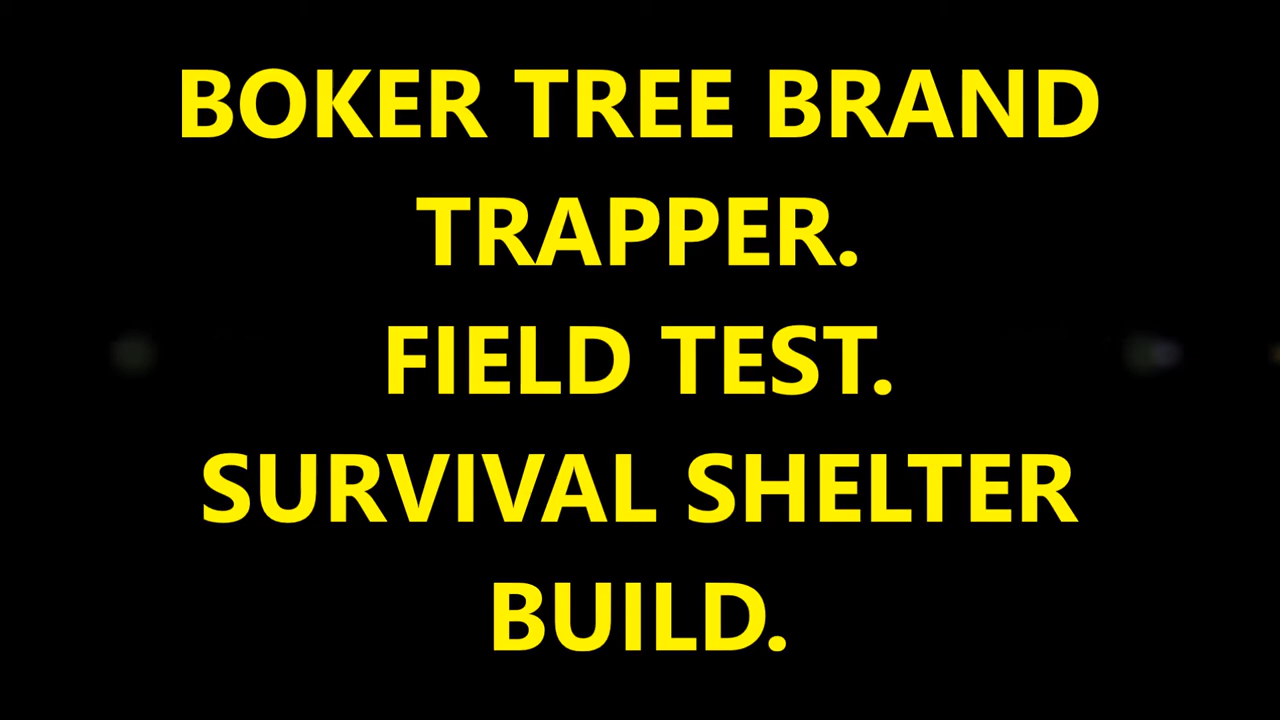 BOKER TREE BRAND
TRAPPER.
FIELD TEST.
SURVIVAL SHELTER
BUILD.